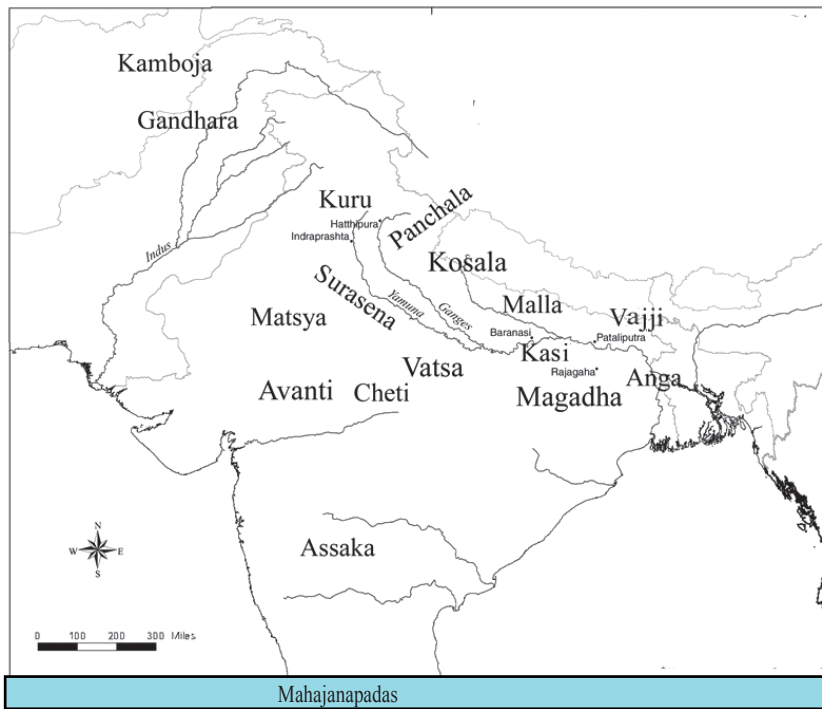 Kamboja
Gandhara
Kuru
Panchala
Hatthipura
Indraprashta
Indus
Kosala
Surasena
Yamuna
Ganges
Malla
Vajji
Matsya
Baranasi
Pataliputra
Kasi
Vatsa
Rajagaha
Anga
Avanti
Cheti
Magadha
N
W E
S
Assaka
0 100 200 300 Miles
Mahajanapadas